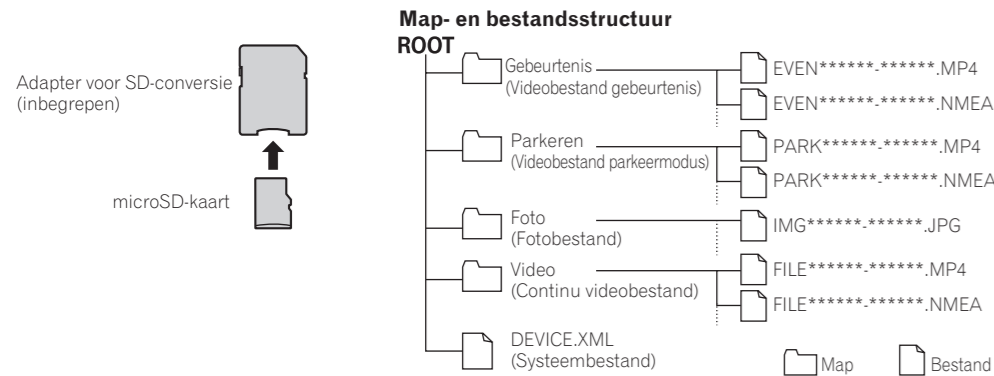 Map- en bestandsstructuur
ROOT
Adapter voor SD-conversie
(inbegrepen)
microSD-kaart
Gebeurtenis
(Videobestand gebeurtenis)
EVEN******-******.MP4
EVEN******-******.NMEA
Parkeren
(Videobestand parkeermodus)
PARK******-******.MP4
PARK******-******.NMEA
Foto
(Fotobestand)
IMG******-******.JPG
Video
(Continu videobestand)
FILE******-******.MP4
FILE******-******.NMEA
DEVICE.XML
(Systeembestand)
Map
Bestand